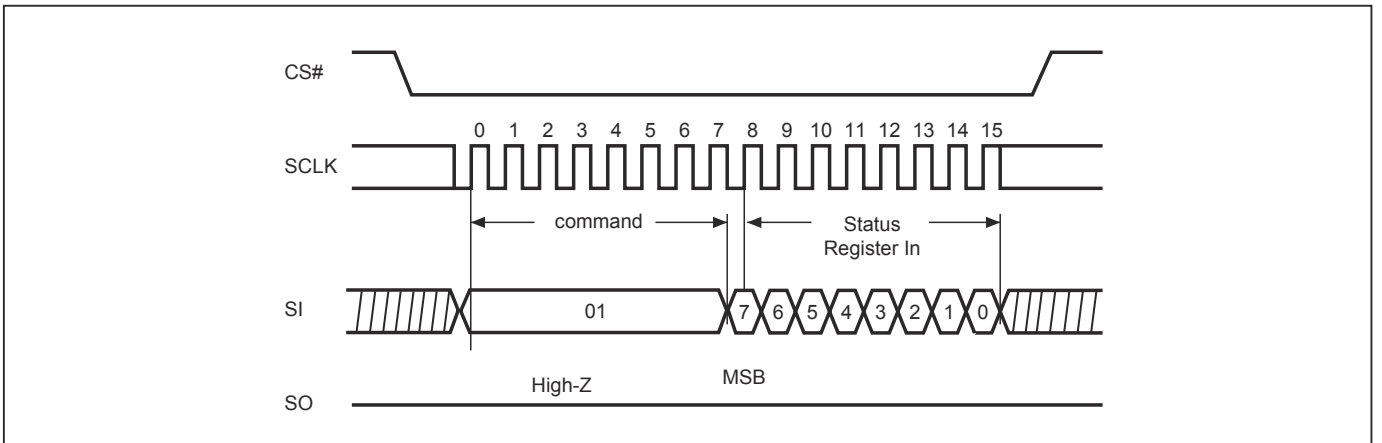 CS#
0 1 2 3 4 5 6 7 8 9 10 11 12 13 14 15
SCLK
command
Status
Register In
SI
01
7 6 5 4 3 2 1 0
High-Z
MSB
SO